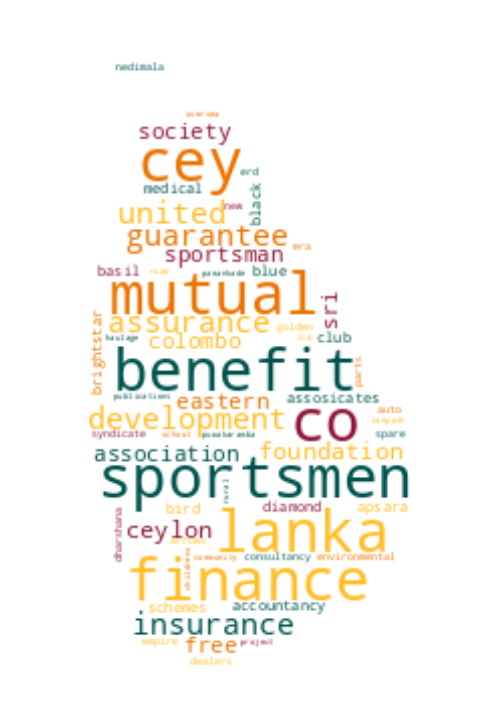 nedimala
society
cey
erd
medical
black
united
new
guarantee
sportsman
era
basil
road
blue
mutual
sri
assurance
golden
haulage
colombo
club
brightstar
benefit
parts
publications
eastern
assosicates
development
co
auto
syndicate
school
spare
association
foundation
sportsmen
rural
bird
diamond
apsara
dharshana
ceylon
lanka
community
consultancy
environmental
finance
schemes
accountancy
insurance
empire
free
project
dealers